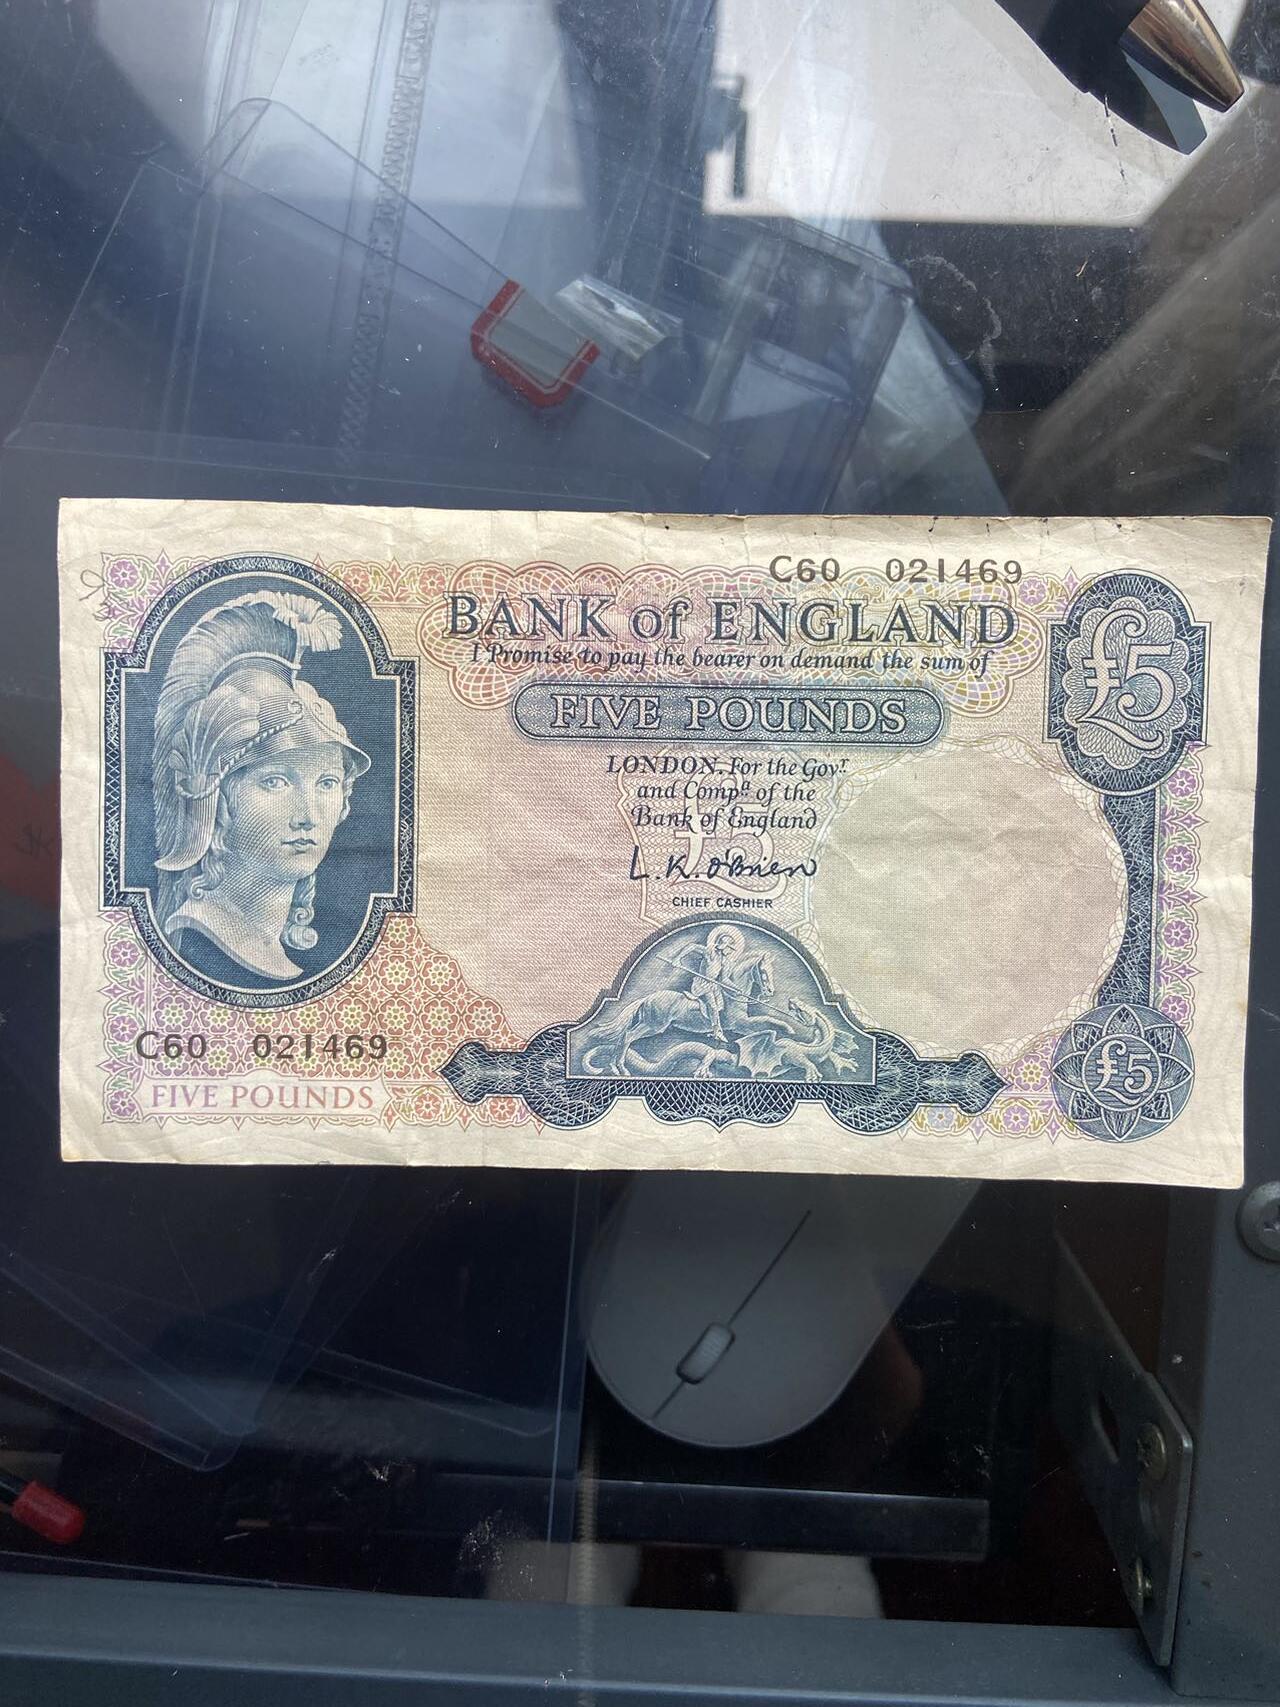 C60 021469
BANK of ENGLAND
I Promise to pay the bearer on demand the sum of
£5
FIVE POUNDS
LONDON. For the Govr.
and Compa. of the
Bank of England
£5
L.K. O'Brien
CHIEF CASHIER
C60 021469
FIVE POUNDS
£5